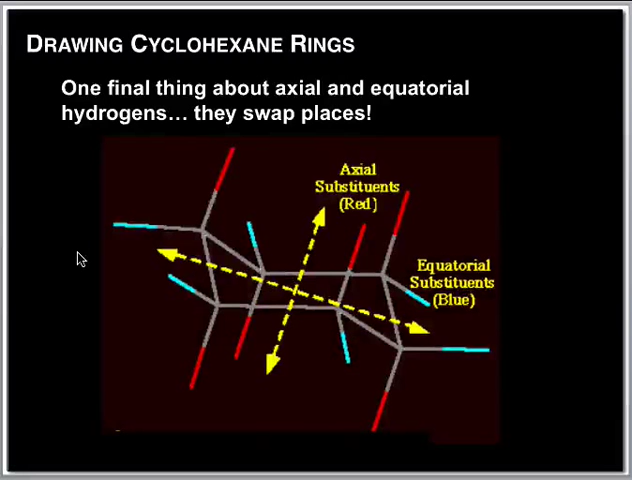 DRAWING CYCLOHEXANE RINGS
One final thing about axial and equatorial
hydrogens… they swap places!
Axial
Substituents
(Red)
Equatorial
Substituents
(Blue)